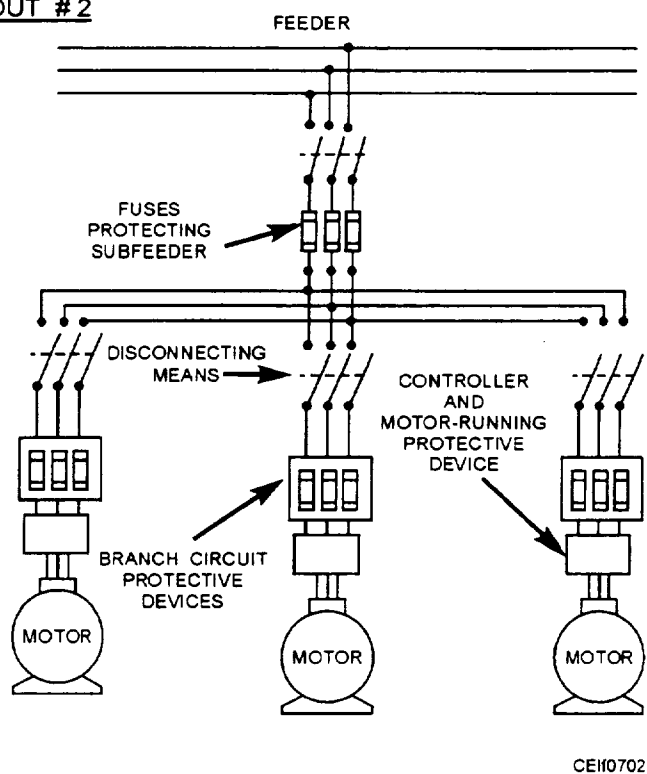 OUT #2
FEEDER
FUSES
PROTECTING
SUBFEEDER
DISCONNECTING
MEANS
CONTROLLER
AND
MOTOR-RUNNING
PROTECTIVE
DEVICE
BRANCH CIRCUIT
PROTECTIVE
DEVICES
MOTOR
MOTOR
MOTOR
CEIf0702